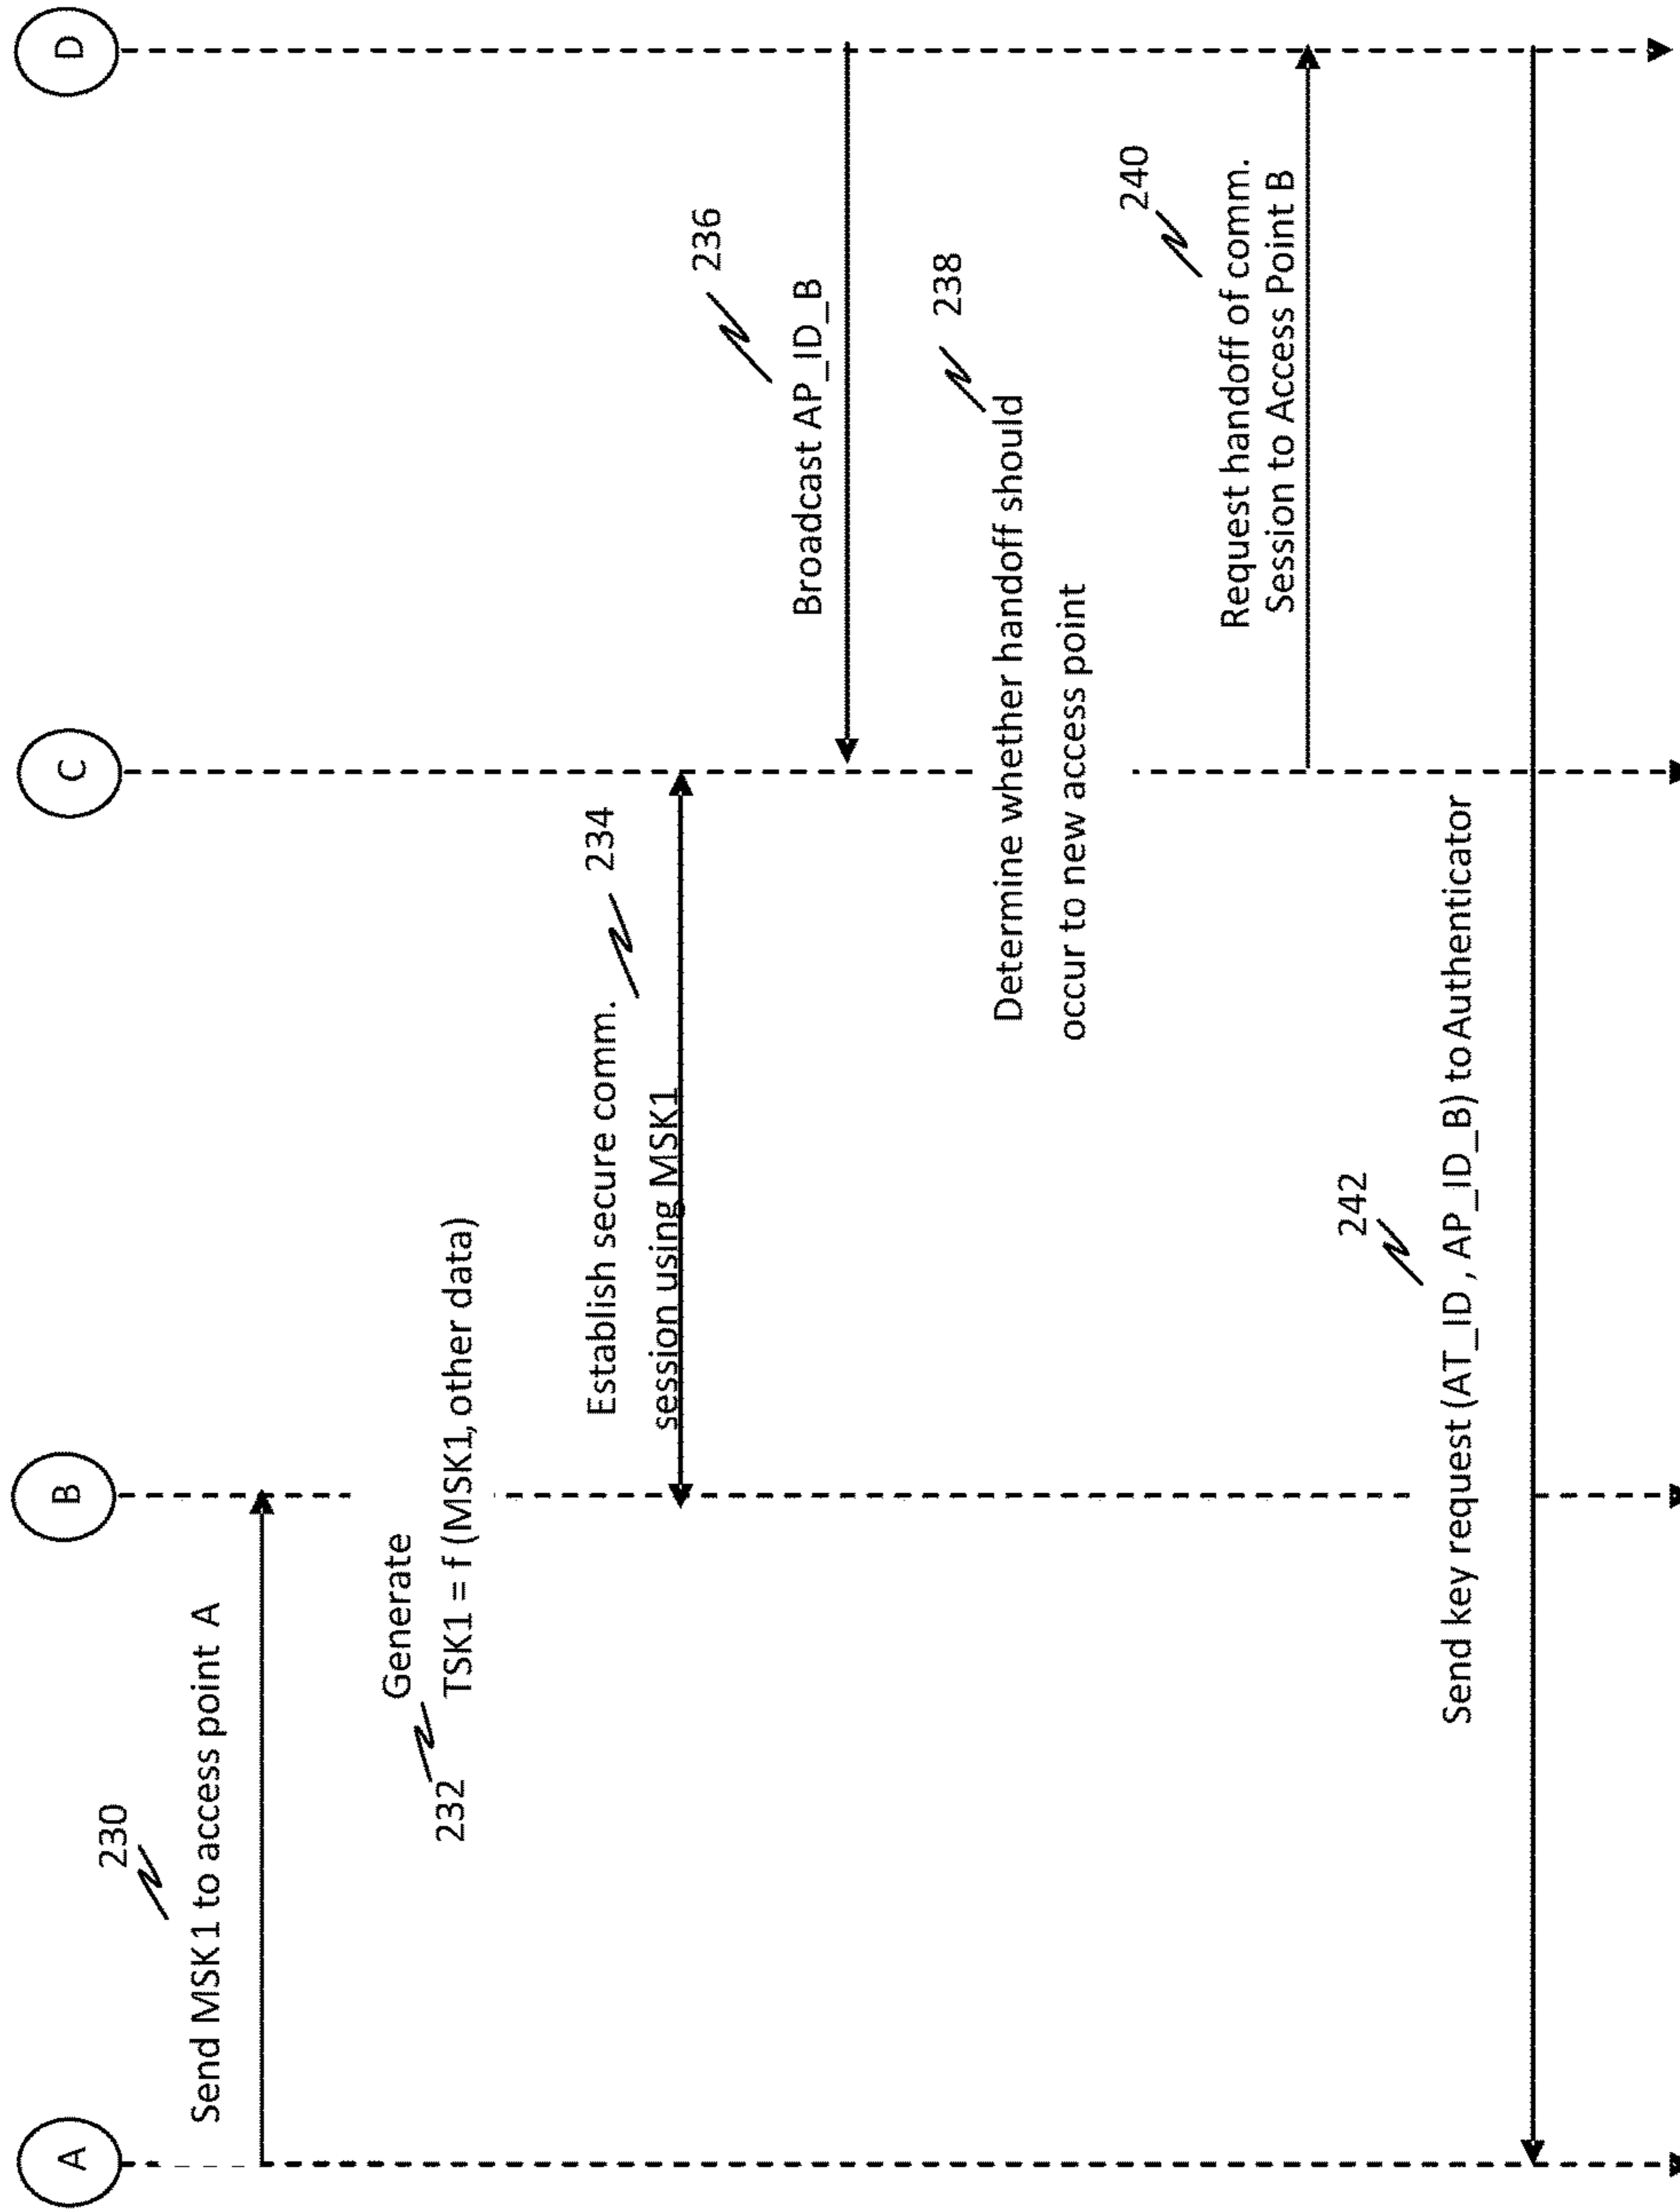 A
B
C
D
230
Send MSK1 to access point A
232
Generate
TSK1 = f (MSK1, other data)
Establish secure comm.
234
session using MSK1
236
Broadcast AP_ID_B
238
Determine whether handoff should
occur to new access point
240
Request handoff of comm.
Session to Access Point B
242
Send key request (AT_ID , AP_ID_B) to Authenticator